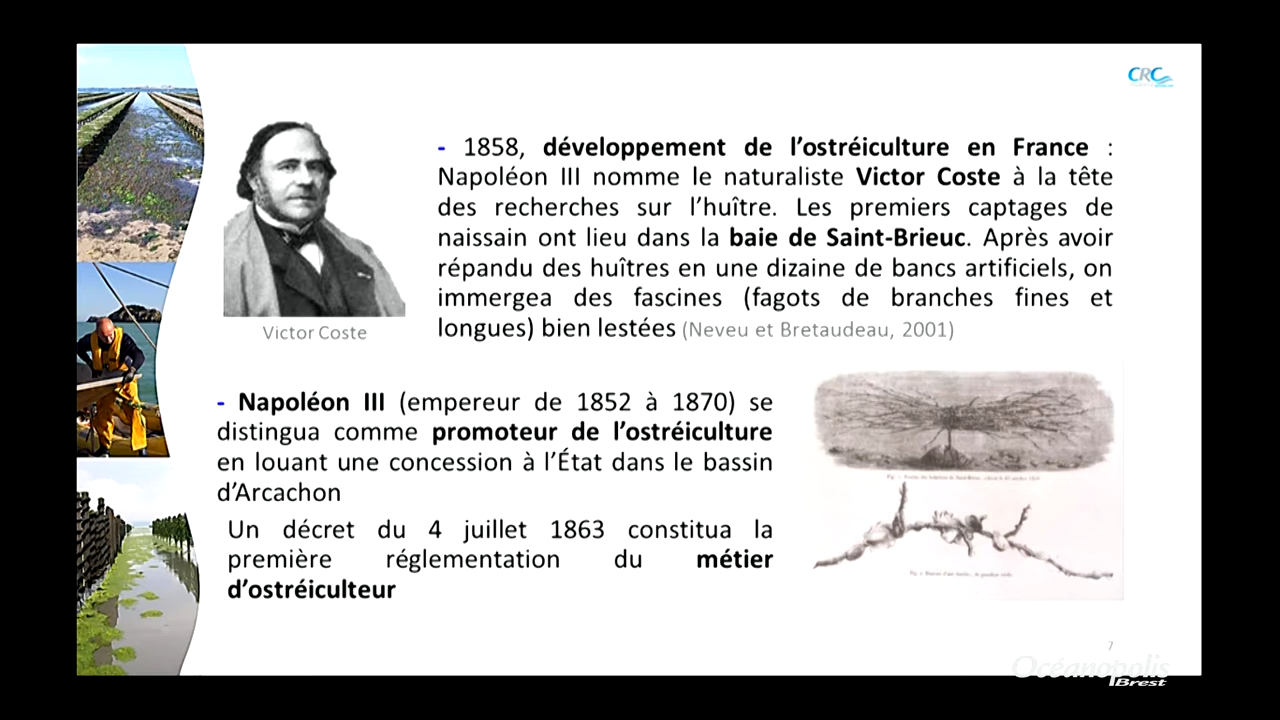 CRC
- 1858, développement de l’ostréiculture en France :
Napoléon III nomme le naturaliste Victor Coste à la tête
des recherches sur l’huître. Les premiers captages de
naissain ont lieu dans la baie de Saint-Brieuc. Après avoir
répandu des huîtres en une dizaine de bancs artificiels, on
immergea des fascines (fagots de branches fines et
longues) bien lestées (Neveu et Bretaudeau, 2001)
Victor Coste
- Napoléon III (empereur de 1852 à 1870) se
distingua comme promoteur de l’ostréiculture
en louant une concession à l’État dans le bassin
d’Arcachon
Un décret du 4 juillet 1863 constitua la
première réglementation du métier
d’ostréiculteur
7
Océanopolis
Brest